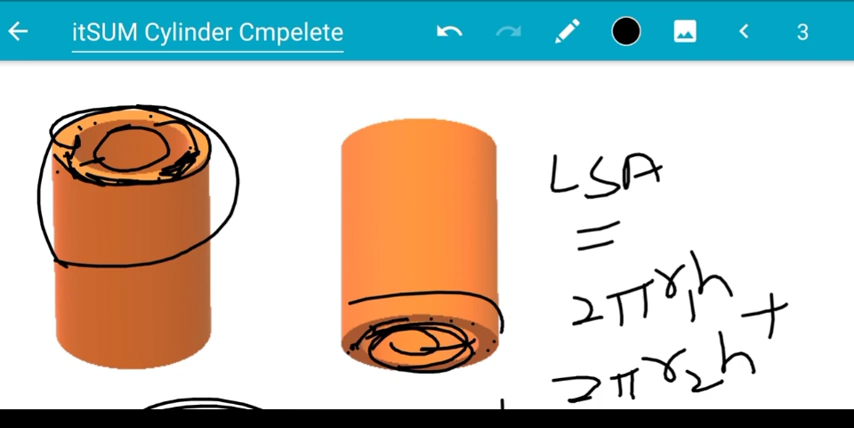 itSUM Cylinder Cmpelete
3
LSA
=
2πr₁h +
2πr₂h